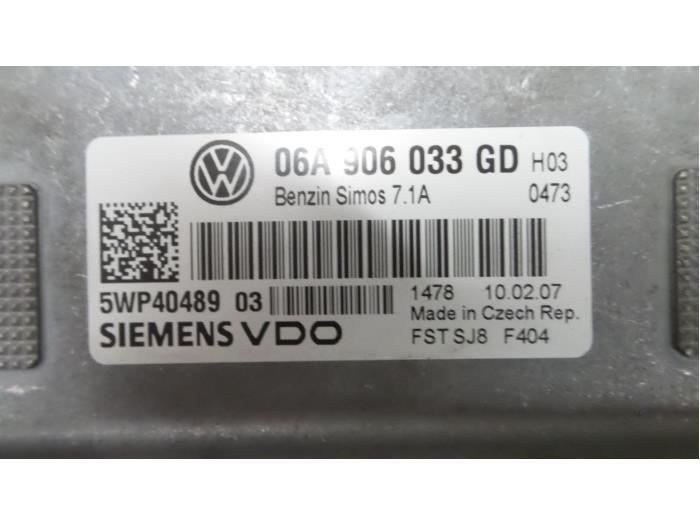 06A 906 033 GD H03
Benzin Simos 7.1A 0473
5WP40489 03 1478 10.02.07
Made in Czech Rep.
SIEMENS VDO FST SJ8 F404